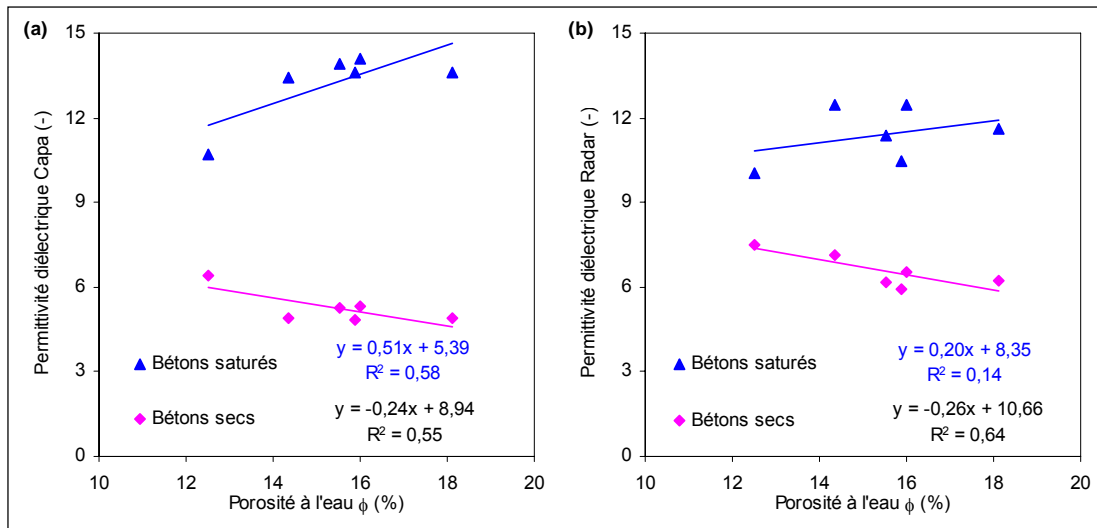 (a)
15
12
9
6
3
0
Permittivité diélectrique Capa (-)
Bétons saturés
y = 0,51x + 5,39
R² = 0,58
Bétons secs
y = -0,24x + 8,94
R² = 0,55
10 12 14 16 18 20
Porosité à l'eau ϕ (%)
(b)
15
12
9
6
3
0
Permittivité diélectrique Radar (-)
Bétons saturés
y = 0,20x + 8,35
R² = 0,14
Bétons secs
y = -0,26x + 10,66
R² = 0,64
10 12 14 16 18 20
Porosité à l'eau ϕ (%)